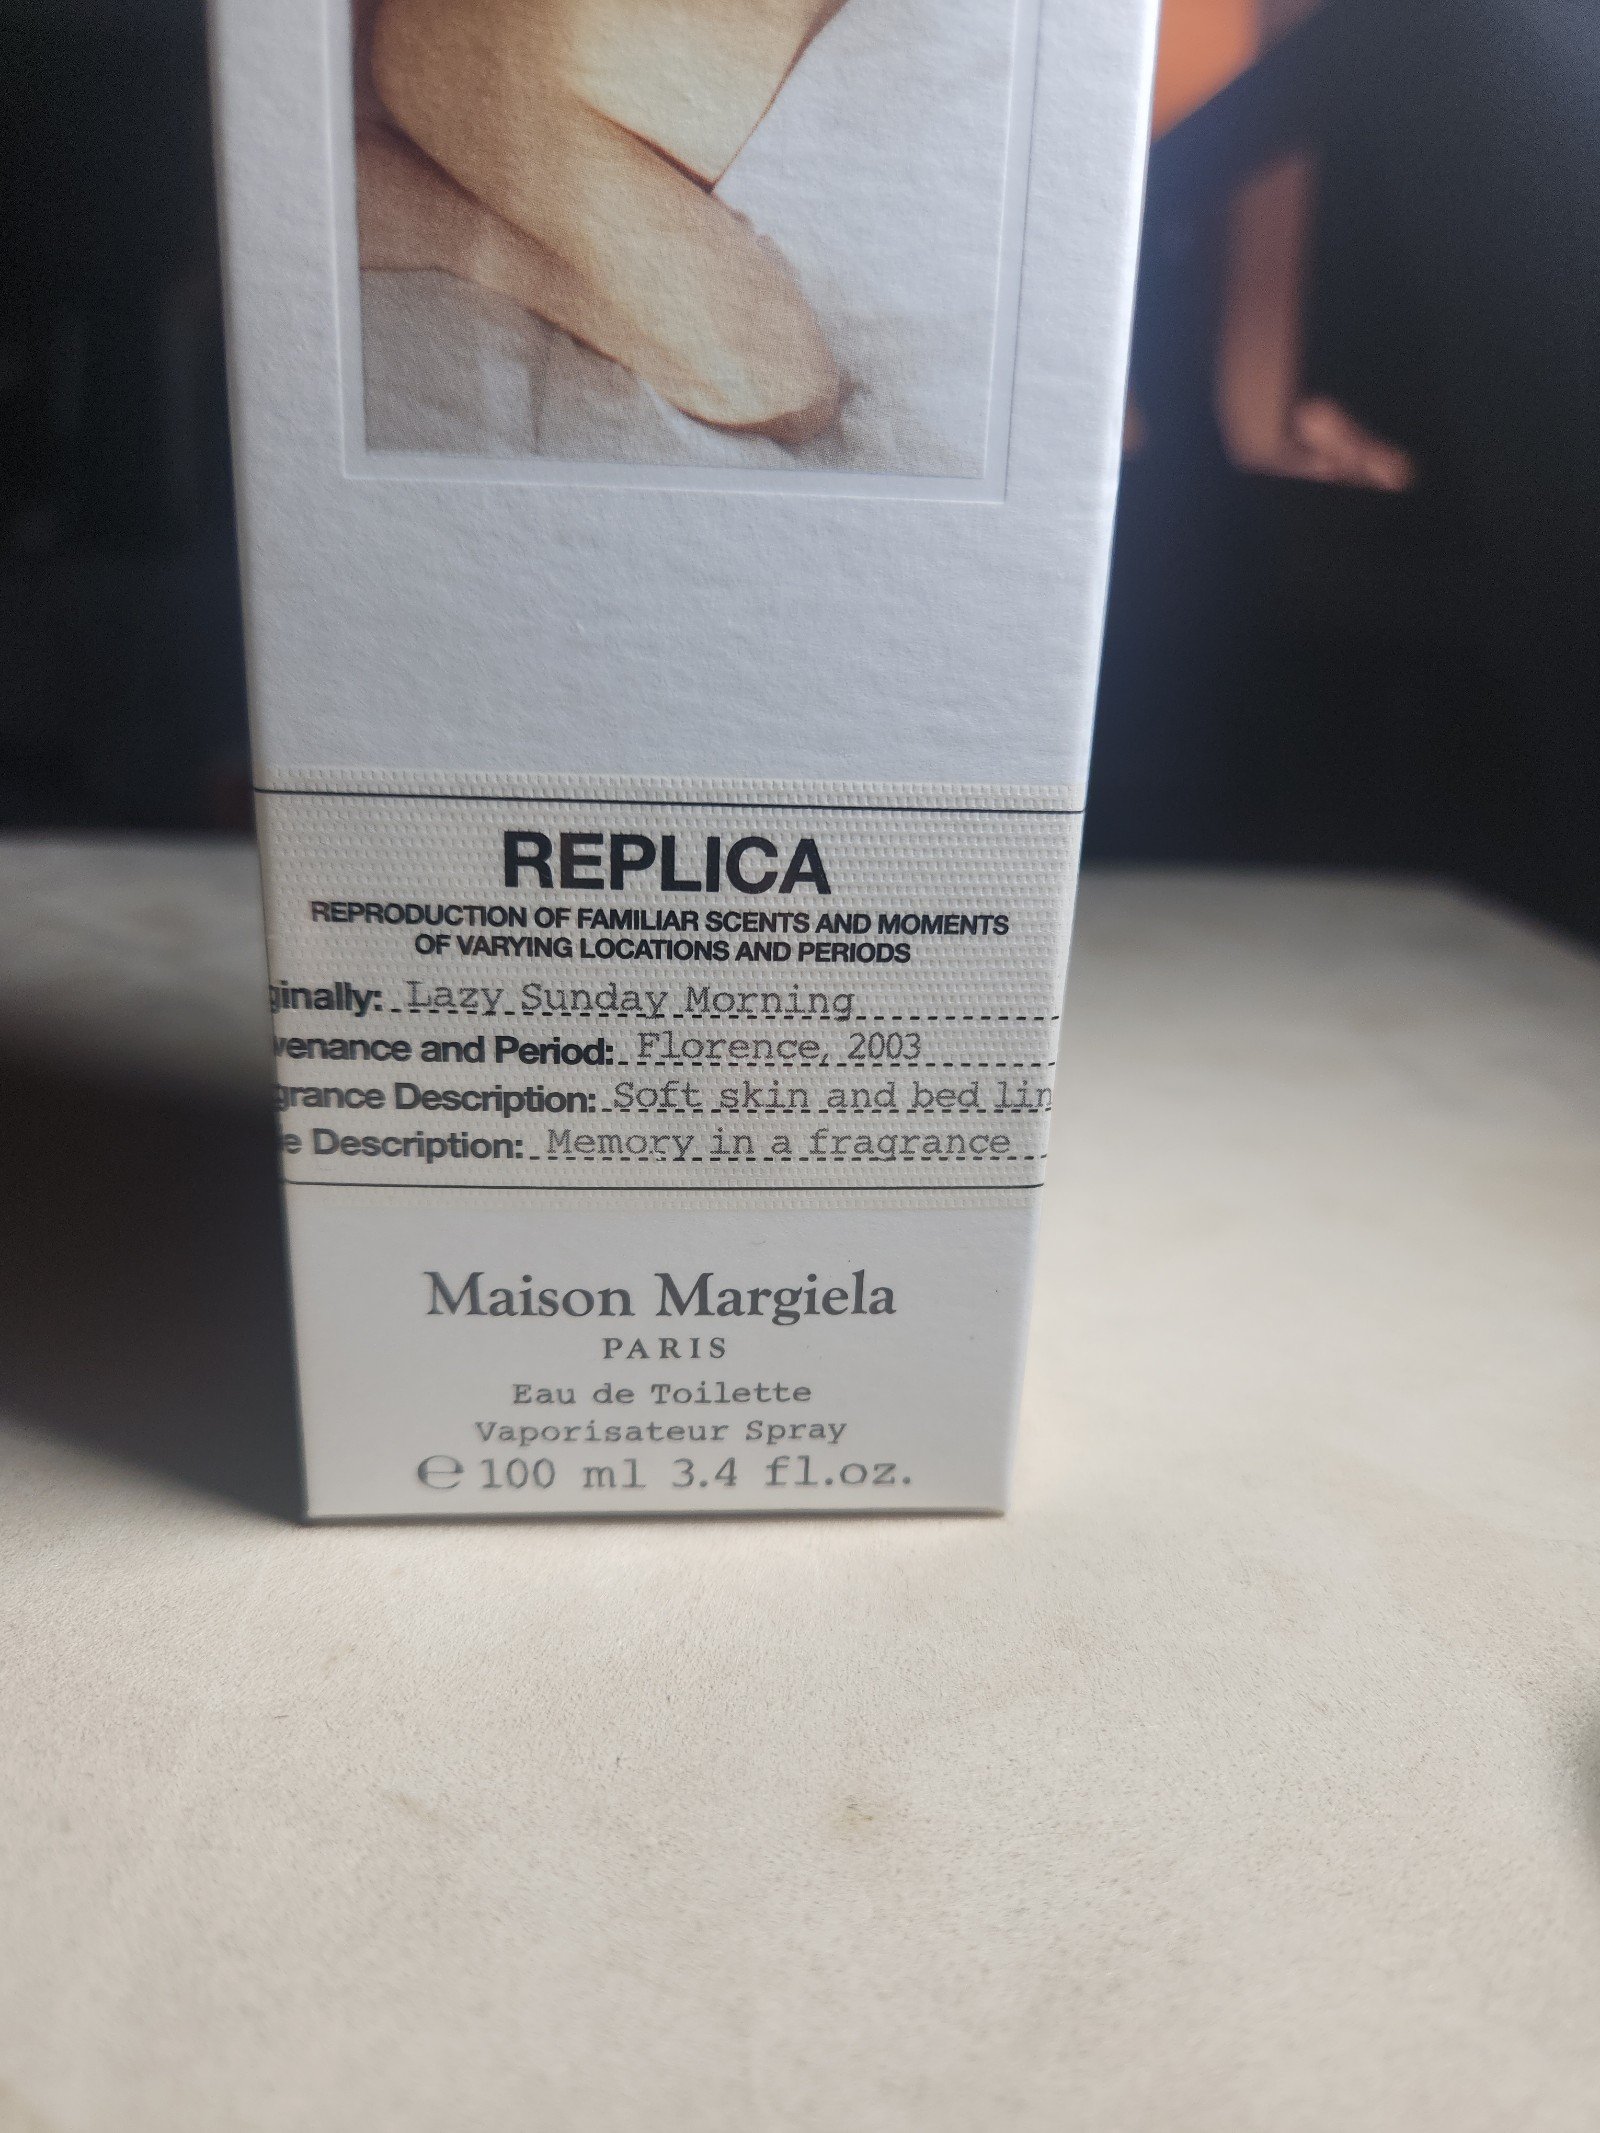 REPLICA
REPRODUCTION OF FAMILIAR SCENTS AND MOMENTS
OF VARYING LOCATIONS AND PERIODS
ginally: Lazy Sunday Morning
venance and Period: Florence, 2003
grance Description: Soft skin and bed lin
e Description: Memory in a fragrance
Maison Margiela
PARIS
Eau de Toilette
Vaporisateur Spray
℮ 100 ml 3.4 fl.oz.